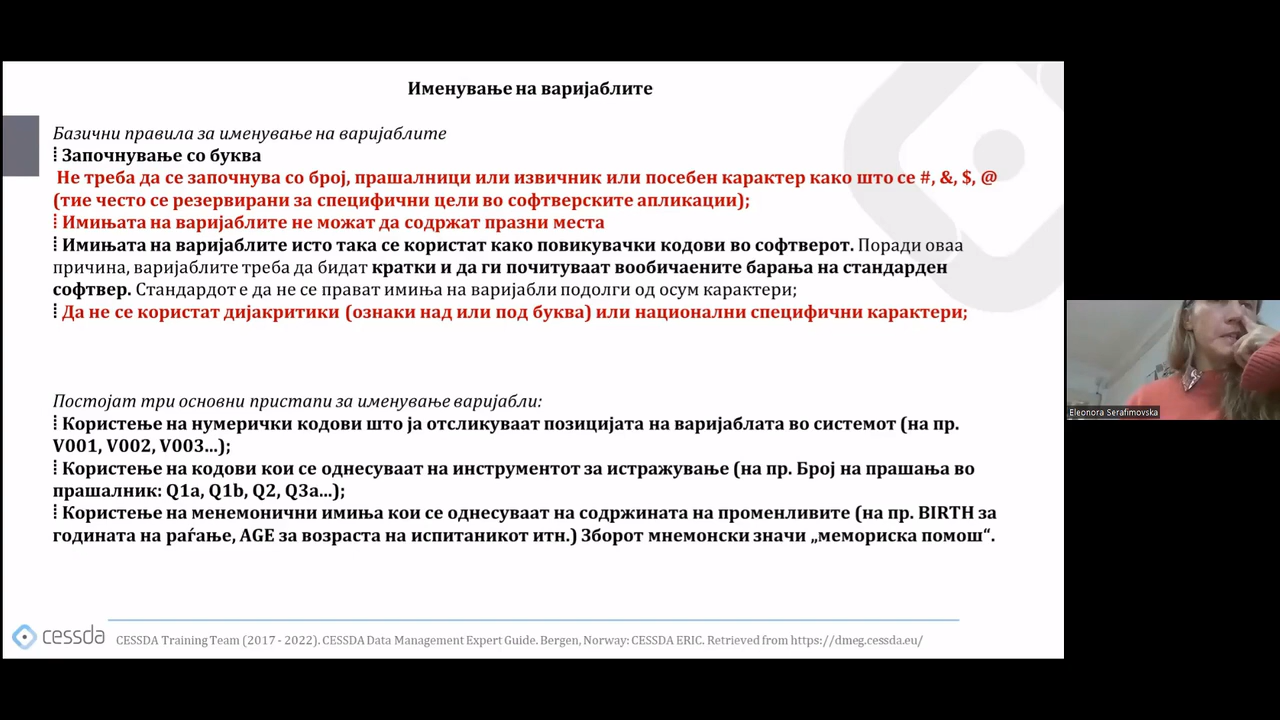 Именување на варијаблите
Базични правила за именување на варијаблите
⁞ Започнување со буква
Не треба да се започнува со број, прашалници или извичник или посебен карактер како што се #, &, $, @
(тие често се резервирани за специфични цели во софтверските апликации);
⁞ Имињата на варијаблите не можат да содржат празни места
⁞ Имињата на варијаблите исто така се користат како повикувачки кодови во софтверот. Поради оваа
причина, варијаблите треба да бидат кратки и да ги почитуваат вообичаените барања на стандарден
софтвер. Стандардот е да не се прават имиња на варијабли подолги од осум карактери;
⁞ Да не се користат дијакритики (ознаки над или под буква) или национални специфични карактери;
Постојат три основни пристапи за именување варијабли:
⁞ Користење на нумерички кодови што ја отсликуваат позицијата на варијаблата во системот (на пр.
V001, V002, V003...);
⁞ Користење на кодови кои се однесуваат на инструментот за истражување (на пр. Број на прашања во
прашалник: Q1a, Q1b, Q2, Q3a...);
⁞ Користење на менемонични имиња кои се однесуваат на содржината на променливите (на пр. BIRTH за
годината на раѓање, AGE за возраста на испитаникот итн.) Зборот мнемонски значи „мемориска помош“.
cessda
CESSDA Training Team (2017 - 2022). CESSDA Data Management Expert Guide. Bergen, Norway: CESSDA ERIC. Retrieved from https://dmeg.cessda.eu/
Eleonora Serafimovska